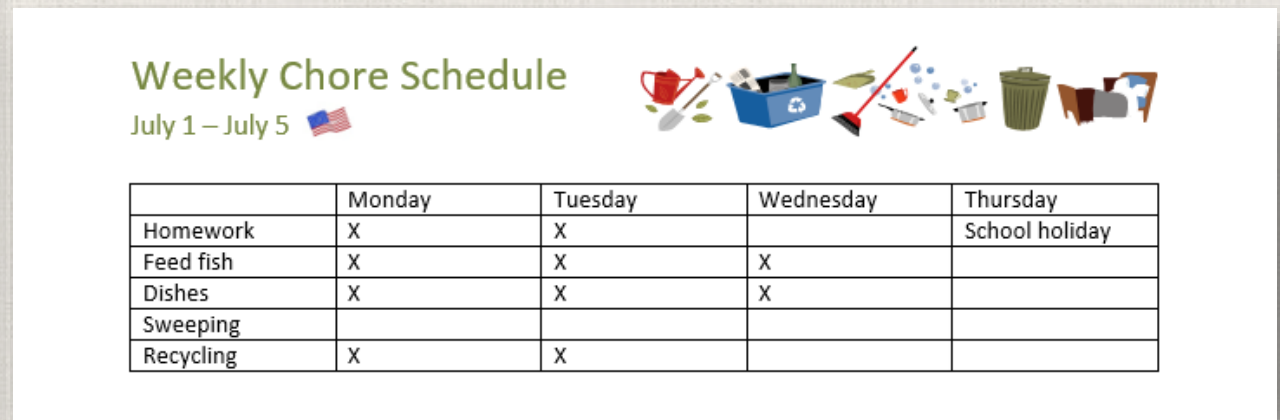 Weekly Chore Schedule
July 1 – July 5
Monday Tuesday Wednesday Thursday
Homework X X School holiday
Feed fish X X X
Dishes X X X
Sweeping
Recycling X X